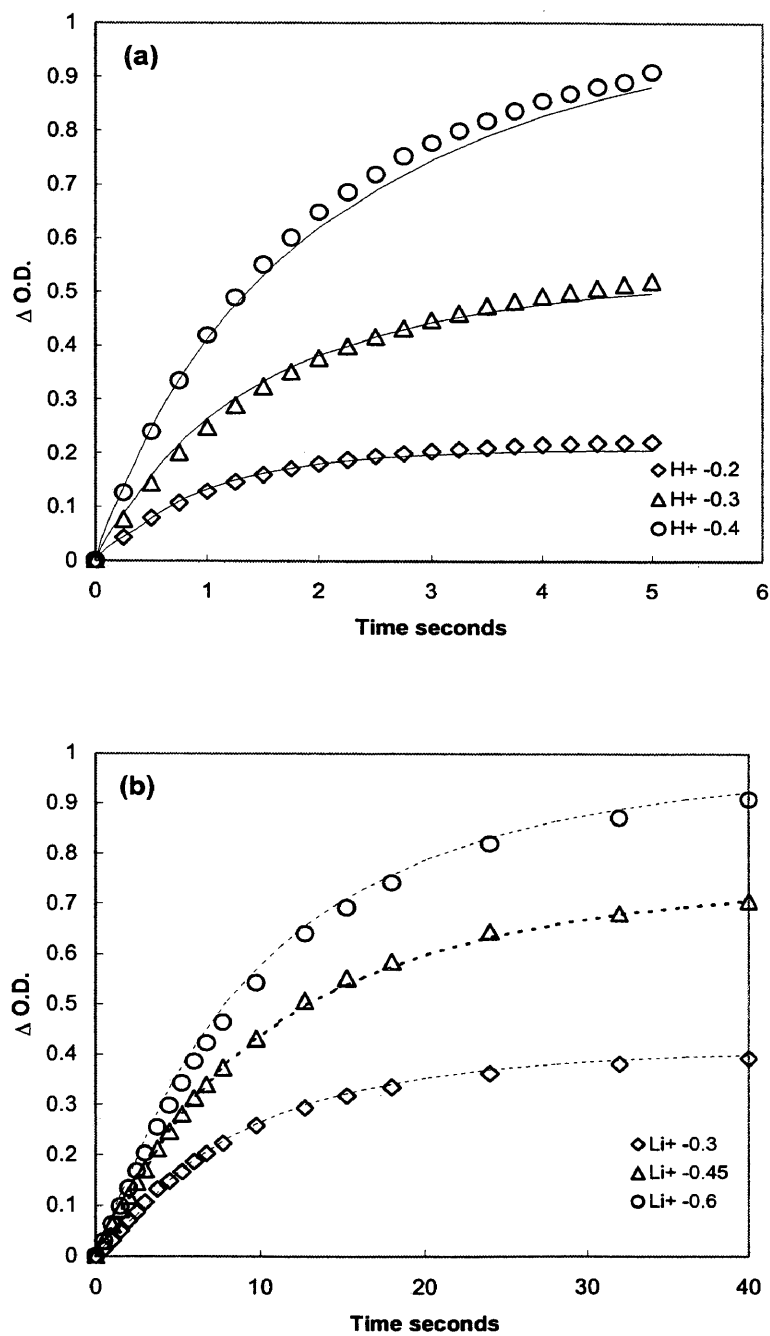 (a)
1
0.9
0.8
0.7
0.6
0.5
0.4
0.3
0.2
0.1
0
Δ O.D.
H+ -0.2
H+ -0.3
H+ -0.4
0 1 2 3 4 5 6
Time seconds
(b)
1
0.9
0.8
0.7
0.6
0.5
0.4
0.3
0.2
0.1
0
Δ O.D.
Li+ -0.3
Li+ -0.45
Li+ -0.6
0 10 20 30 40
Time seconds